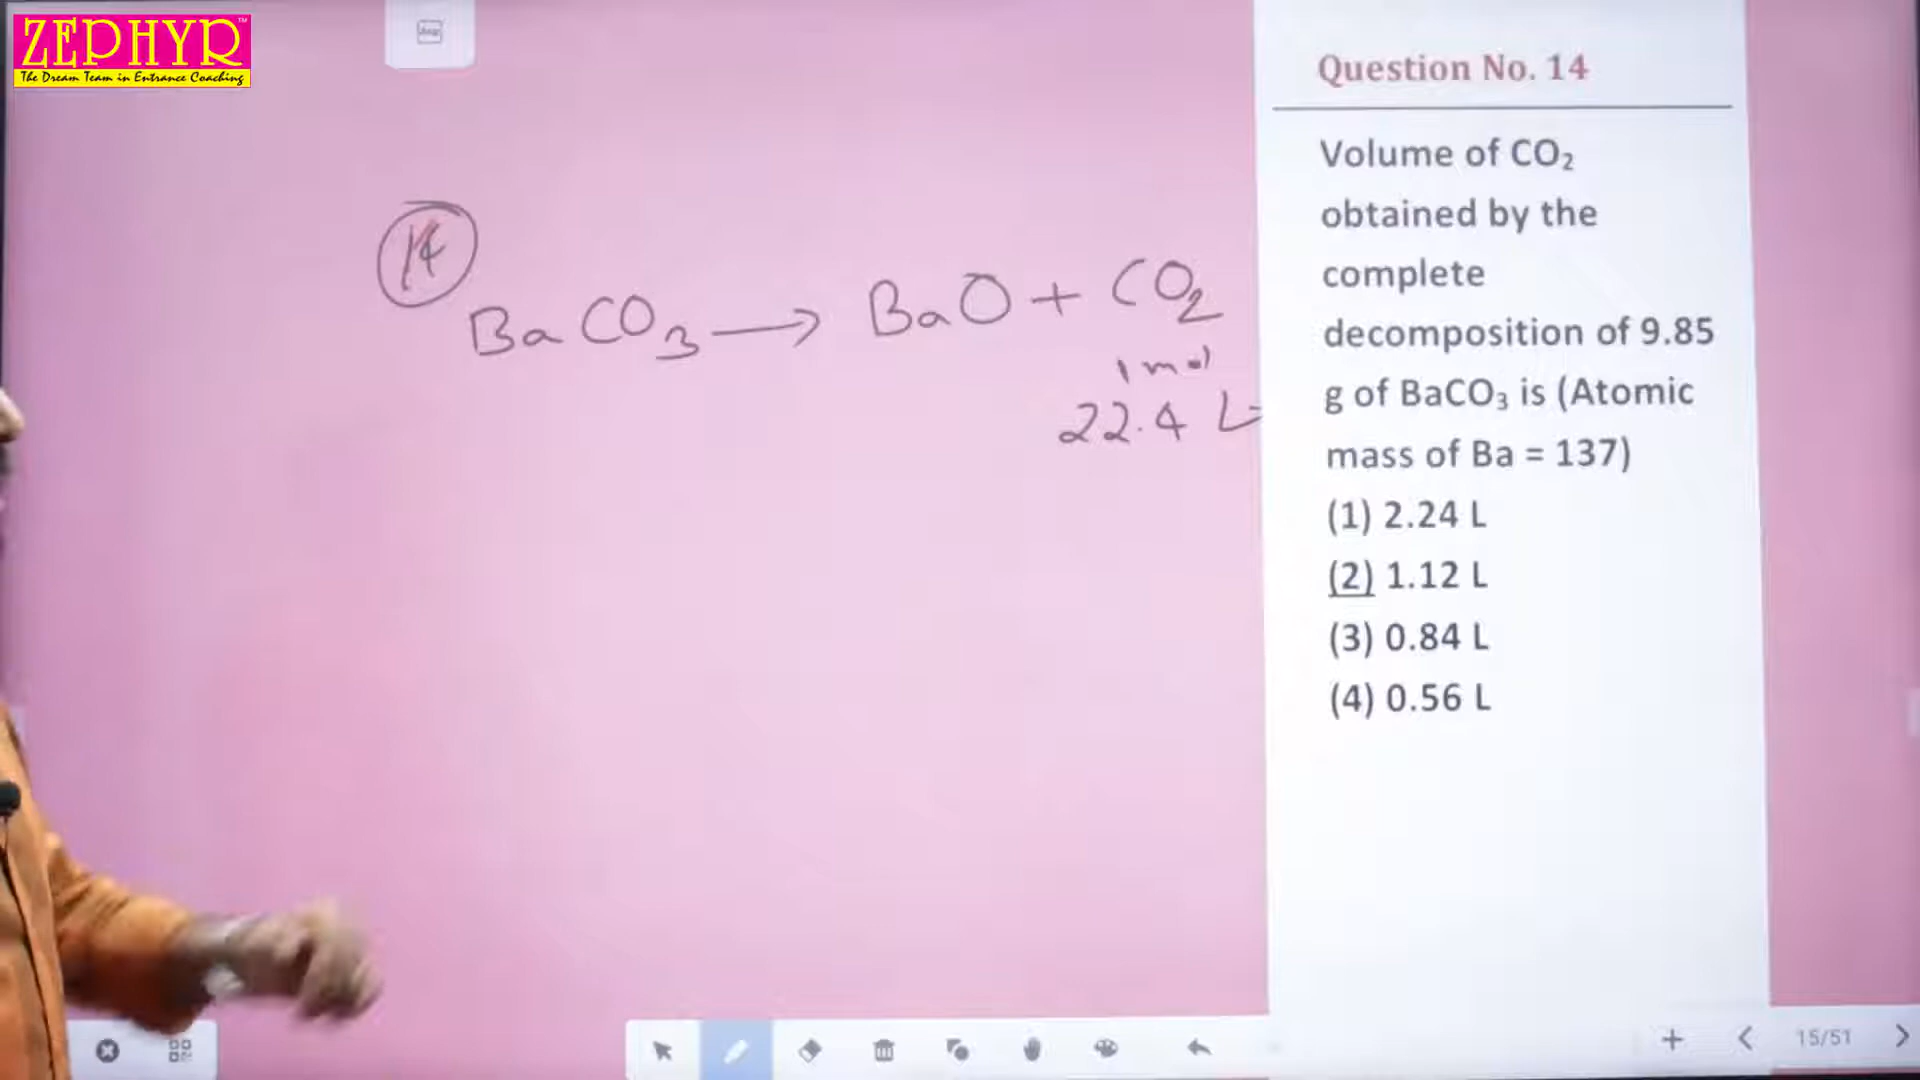 ZEPHYR™
The Dream Team in Entrance Coaching
14
BaCO₃ → BaO + CO₂
1 mol
22.4 L
Question No. 14
Volume of CO₂
obtained by the
complete
decomposition of 9.85
g of BaCO₃ is (Atomic
mass of Ba = 137)
(1) 2.24 L
(2) 1.12 L
(3) 0.84 L
(4) 0.56 L
15/51